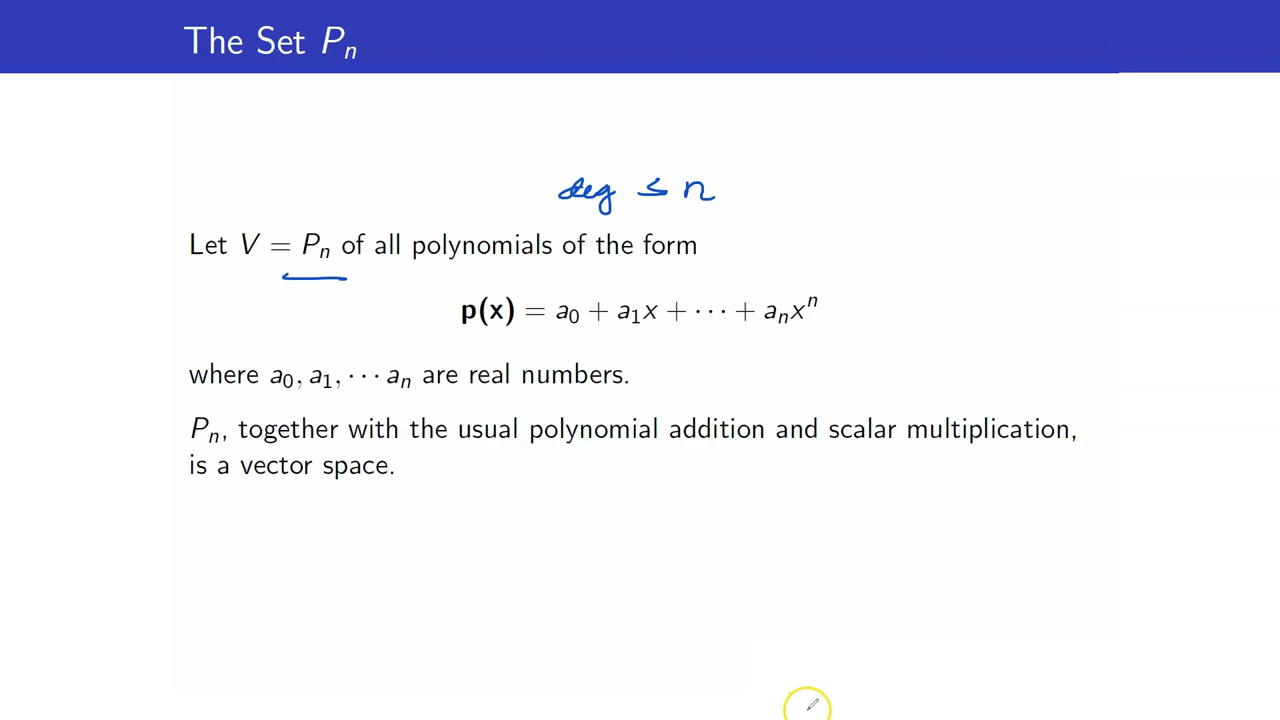 The Set Pₙ
deg ≤ n
Let V = Pₙ of all polynomials of the form
p(x) = a₀ + a₁x + ⋯ + aₙxⁿ
where a₀, a₁, ⋯ aₙ are real numbers.
Pₙ, together with the usual polynomial addition and scalar multiplication,
is a vector space.